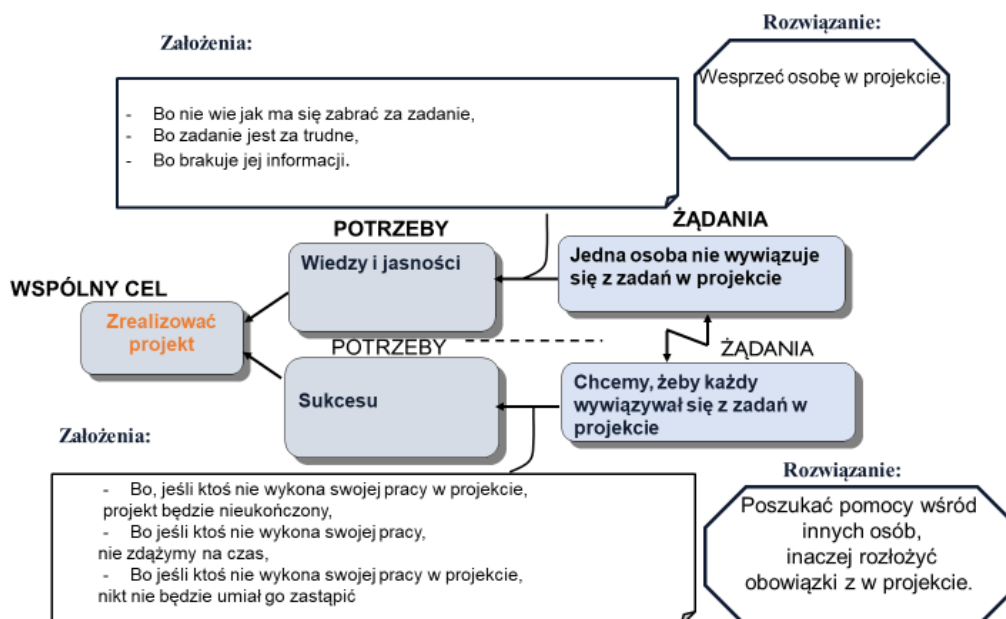 Założenia:
Rozwiązanie:
Wesprzeć osobę w projekcie.
- Bo nie wie jak ma się zabrać za zadanie,
- Bo zadanie jest za trudne,
- Bo brakuje jej informacji.
POTRZEBY
ŻĄDANIA
Wiedzy i jasności
Jedna osoba nie wywiązuje
się z zadań w projekcie
WSPÓLNY CEL
Zrealizować
projekt
POTRZEBY
ŻĄDANIA
Sukcesu
Chcemy, żeby każdy
wywiązywał się z zadań w
projekcie
Założenia:
- Bo, jeśli ktoś nie wykona swojej pracy w projekcie,
projekt będzie nieukończony,
- Bo jeśli ktoś nie wykona swojej pracy,
nie zdążymy na czas,
- Bo jeśli ktoś nie wykona swojej pracy w projekcie,
nikt nie będzie umiał go zastąpić
Rozwiązanie:
Poszukać pomocy wśród
innych osób,
inaczej rozłożyć
obowiązki z w projekcie.